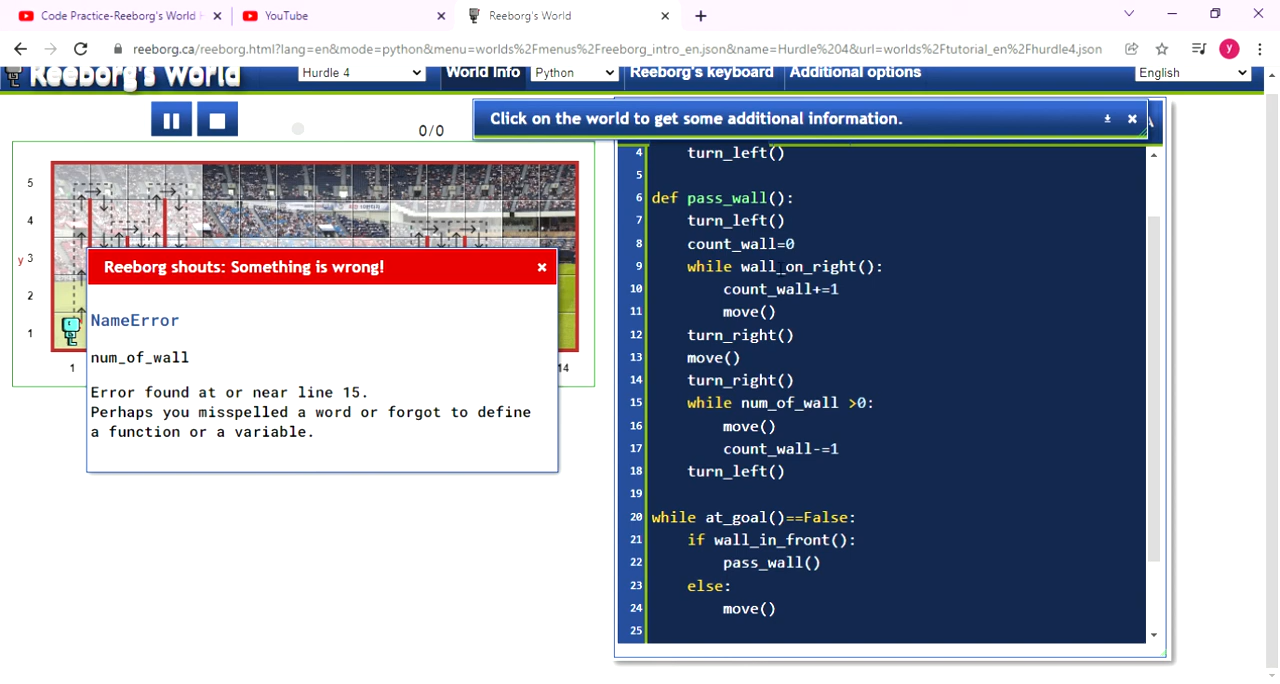 Code Practice-Reeborg's World H
YouTube
Reeborg's World
reeborg.ca/reeborg.html?lang=en&mode=python&menu=worlds%2Fmenus%2Freeborg_intro_en.json&name=Hurdle%204&url=worlds%2Ftutorial_en%2Fhurdle4.json
y
Reeborg's World
Hurdle 4
World Info
Python
Reeborg's keyboard
Additional options
English
0/0
Click on the world to get some additional information.
5
4
y 3
2
1
1
14
Reeborg shouts: Something is wrong!
NameError
num_of_wall
Error found at or near line 15.
Perhaps you misspelled a word or forgot to define
a function or a variable.
4 turn_left()
5
6 def pass_wall():
7 turn_left()
8 count_wall=0
9 while wall_on_right():
10 count_wall+=1
11 move()
12 turn_right()
13 move()
14 turn_right()
15 while num_of_wall >0:
16 move()
17 count_wall-=1
18 turn_left()
19
20 while at_goal()==False:
21 if wall_in_front():
22 pass_wall()
23 else:
24 move()
25